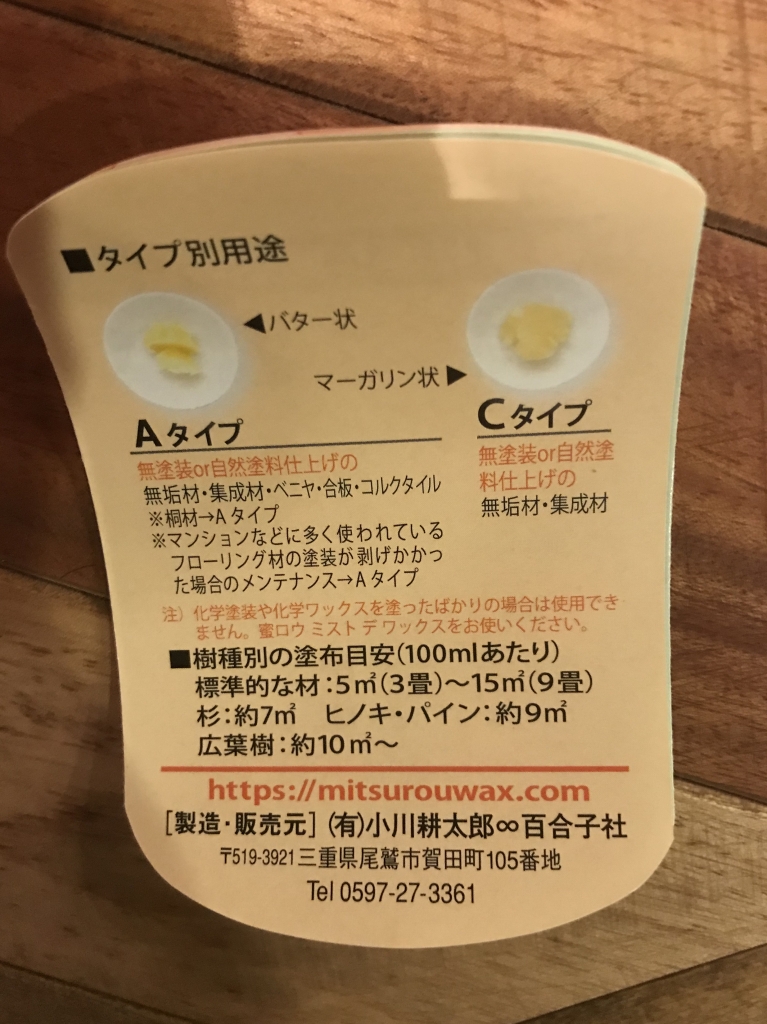 ■タイプ別用途
◀バター状
マーガリン状▶
Aタイプ
無塗装or自然塗料仕上げの
無垢材・集成材・ベニヤ・合板・コルクタイル
※桐材→Aタイプ
※マンションなどに多く使われている
フローリング材の塗装が剥げかかっ
た場合のメンテナンス→Aタイプ
Cタイプ
無塗装or自然塗
料仕上げの
無垢材・集成材
注）化学塗装や化学ワックスを塗ったばかりの場合は使用でき
ません。蜜ロウ ミスト デ ワックスをお使いください。
■樹種別の塗布目安(100mlあたり)
標準的な材：5㎡(3畳)～15㎡(9畳)
杉：約7㎡　ヒノキ・パイン：約9㎡
広葉樹：約10㎡～
https://mitsurouwax.com
［製造・販売元］(有)小川耕太郎∞百合子社
〒519-3921三重県尾鷲市賀田町105番地
Tel 0597-27-3361